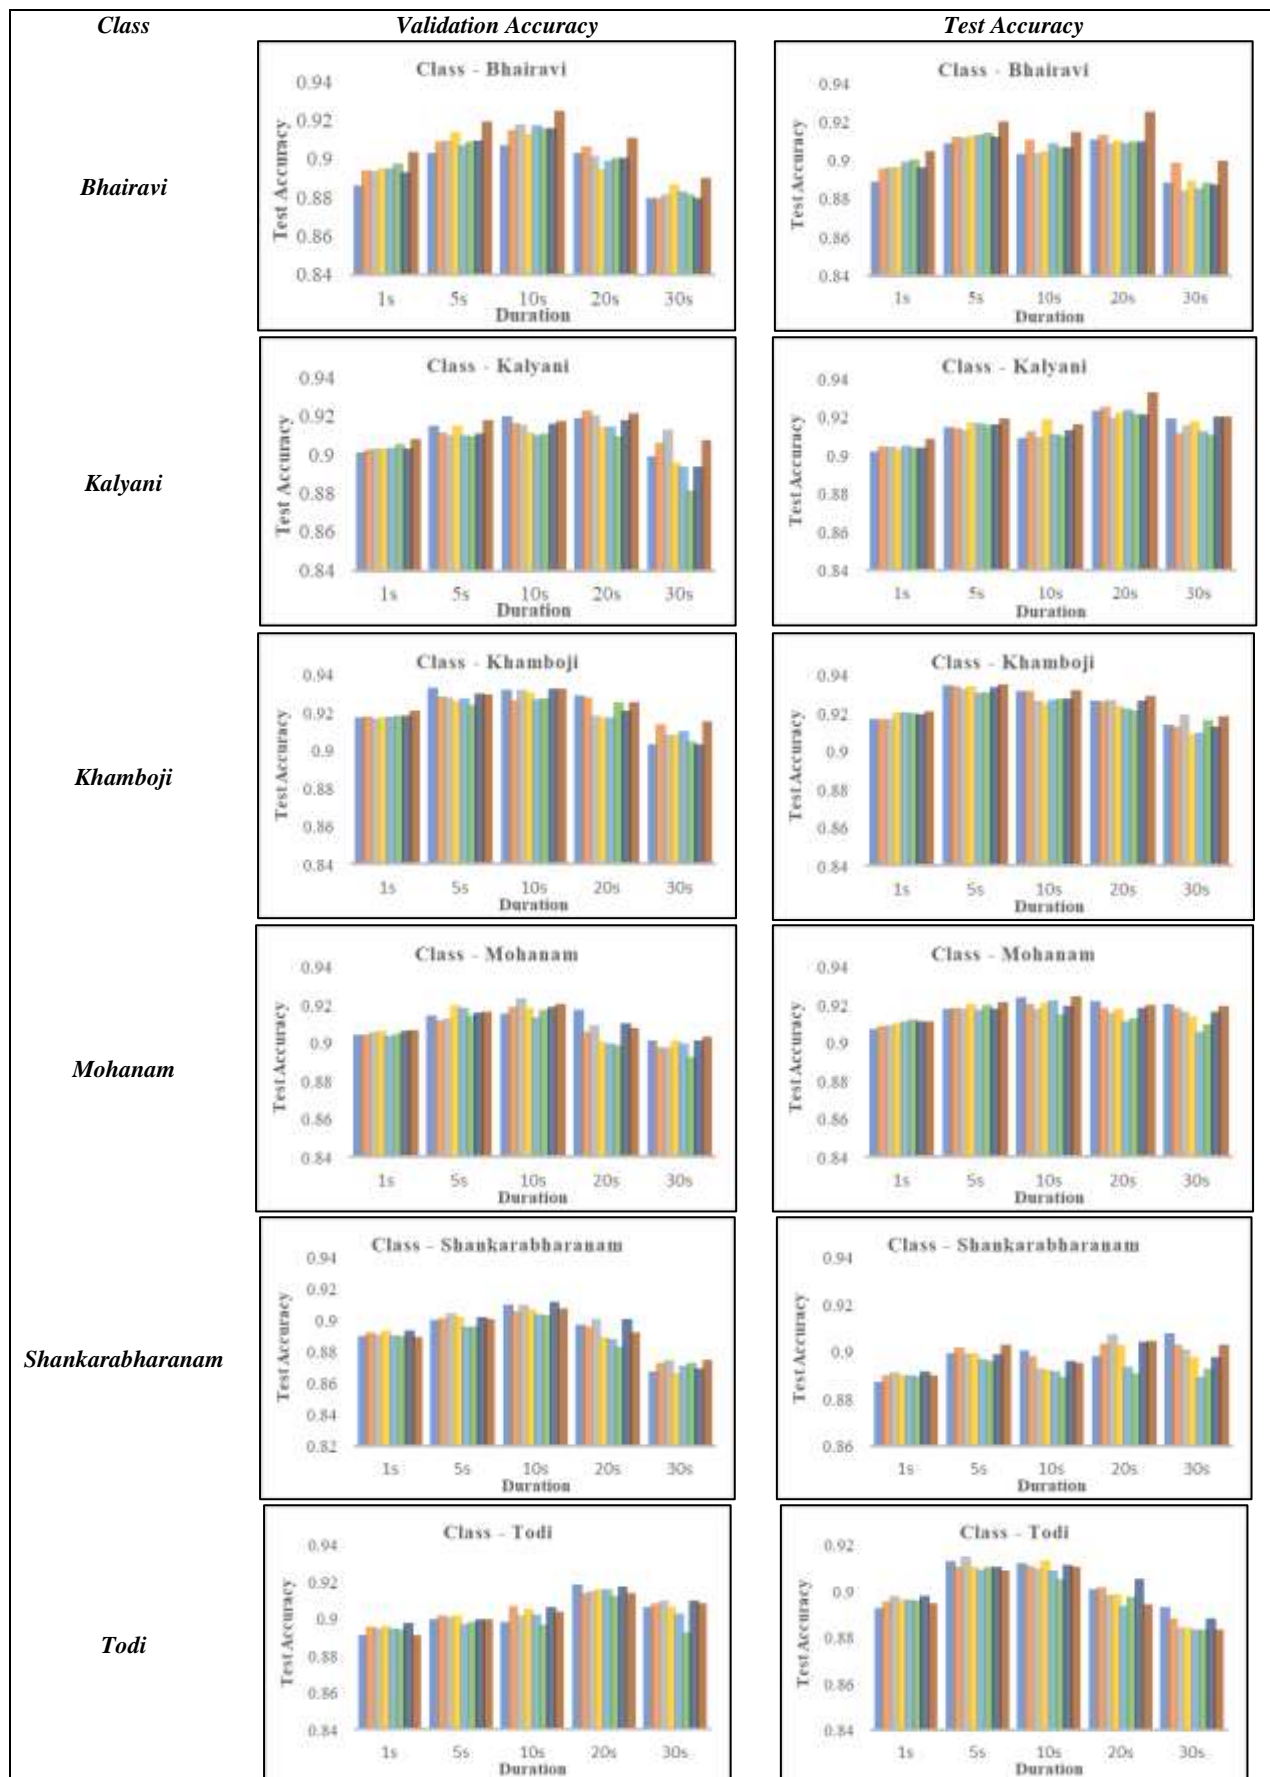 Class Validation Accuracy Test Accuracy
Bhairavi
Class - Bhairavi
Test Accuracy
0.94
0.92
0.9
0.88
0.86
0.84
1s 5s 10s 20s 30s
Duration
Class - Bhairavi
Test Accuracy
0.94
0.92
0.9
0.88
0.86
0.84
1s 5s 10s 20s 30s
Duration
Kalyani
Class - Kalyani
Test Accuracy
0.94
0.92
0.9
0.88
0.86
0.84
1s 5s 10s 20s 30s
Duration
Class - Kalyani
Test Accuracy
0.94
0.92
0.9
0.88
0.86
0.84
1s 5s 10s 20s 30s
Duration
Khamboji
Class - Khamboji
Test Accuracy
0.94
0.92
0.9
0.88
0.86
0.84
1s 5s 10s 20s 30s
Duration
Class - Khamboji
Test Accuracy
0.94
0.92
0.9
0.88
0.86
0.84
1s 5s 10s 20s 30s
Duration
Mohanam
Class - Mohanam
Test Accuracy
0.94
0.92
0.9
0.88
0.86
0.84
1s 5s 10s 20s 30s
Duration
Class - Mohanam
Test Accuracy
0.94
0.92
0.9
0.88
0.86
0.84
1s 5s 10s 20s 30s
Duration
Shankarabharanam
Class - Shankarabharanam
Test Accuracy
0.94
0.92
0.9
0.88
0.86
0.84
0.82
1s 5s 10s 20s 30s
Duration
Class - Shankarabharanam
Test Accuracy
0.94
0.92
0.9
0.88
0.86
1s 5s 10s 20s 30s
Duration
Todi
Class - Todi
Test Accuracy
0.94
0.92
0.9
0.88
0.86
0.84
1s 5s 10s 20s 30s
Duration
Class - Todi
Test Accuracy
0.92
0.9
0.88
0.86
0.84
1s 5s 10s 20s 30s
Duration